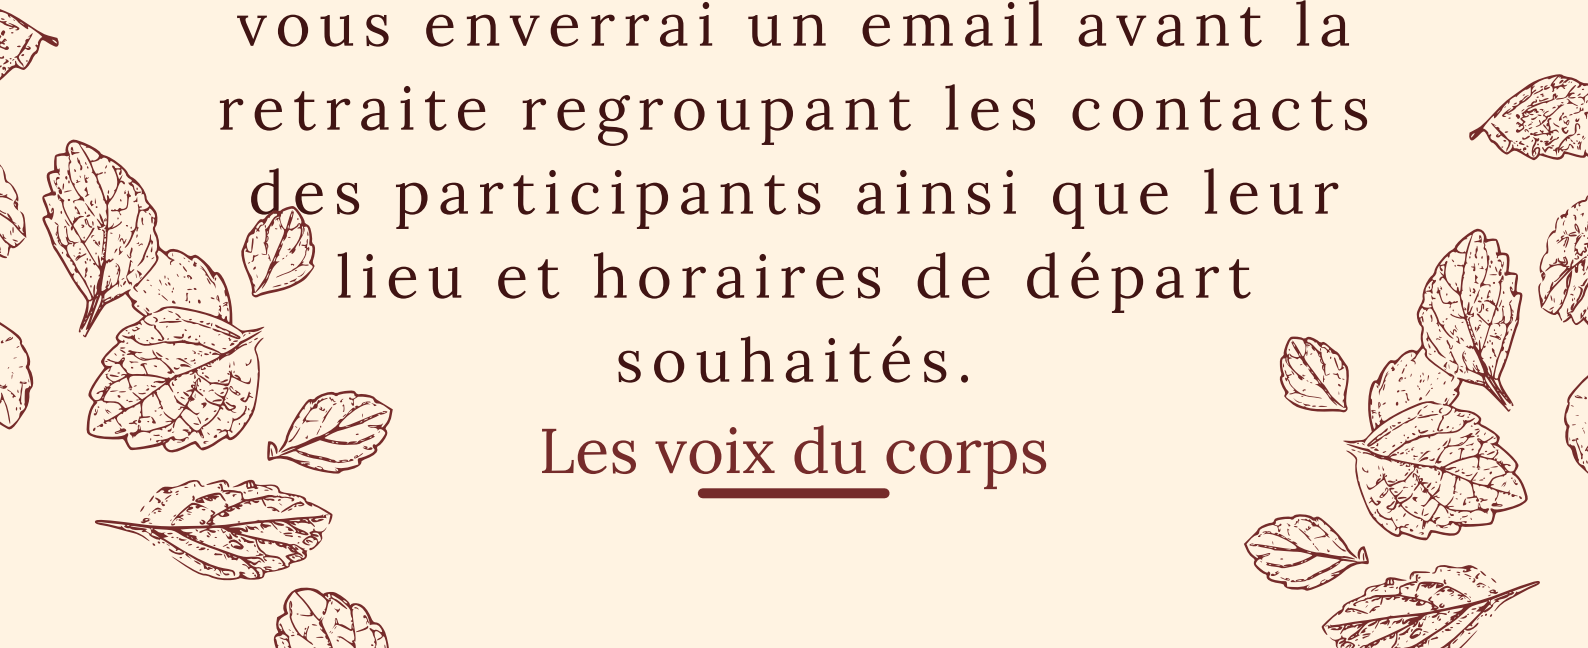 vous enverrai un email avant la
retraite regroupant les contacts
des participants ainsi que leur
lieu et horaires de départ
souhaités.
Les voix du corps